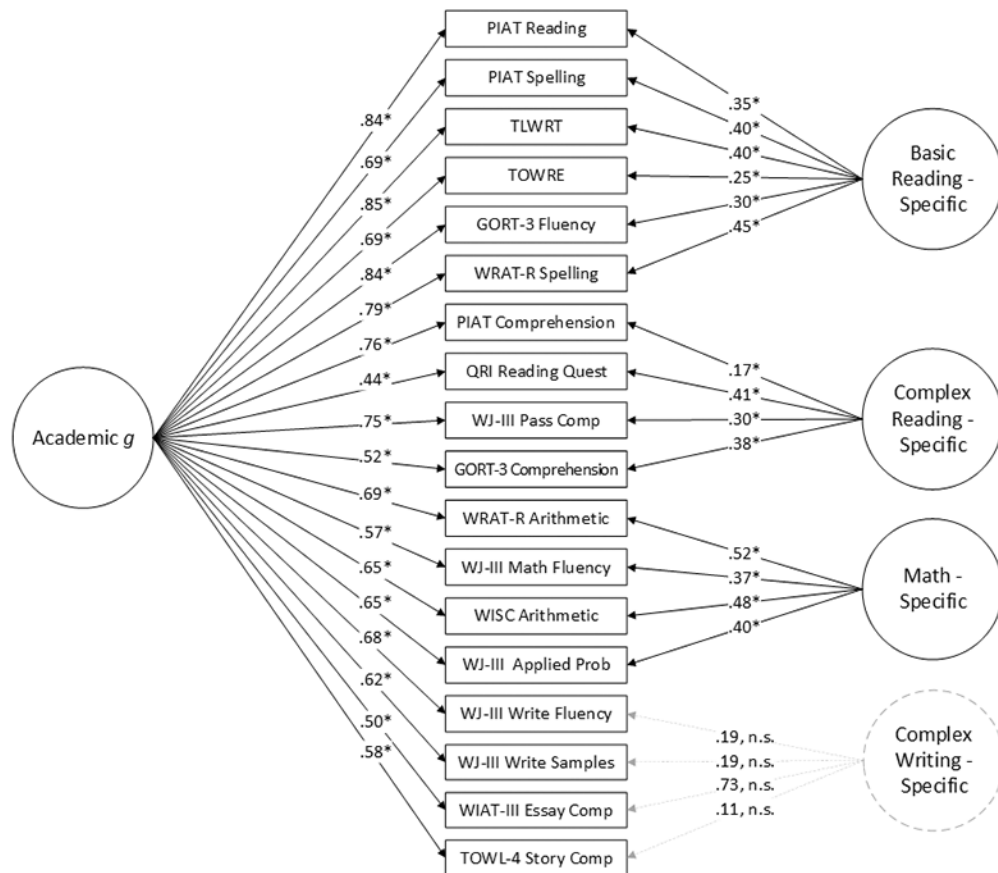 PIAT Reading
PIAT Spelling
TLWRT
TOWRE
GORT-3 Fluency
WRAT-R Spelling
PIAT Comprehension
QRI Reading Quest
WJ-III Pass Comp
GORT-3 Comprehension
WRAT-R Arithmetic
WJ-III Math Fluency
WISC Arithmetic
WJ-III Applied Prob
WJ-III Write Fluency
WJ-III Write Samples
WIAT-III Essay Comp
TOWL-4 Story Comp
Academic g
.84*
.69*
.85*
.69*
.84*
.79*
.76*
.44*
.75*
.52*
.69*
.57*
.65*
.65*
.68*
.62*
.50*
.58*
.35*
.40*
.40*
.25*
.30*
.45*
Basic
Reading -
Specific
.17*
.41*
.30*
.38*
Complex
Reading -
Specific
.52*
.37*
.48*
.40*
Math -
Specific
.19, n.s.
.19, n.s.
.73, n.s.
.11, n.s.
Complex
Writing -
Specific